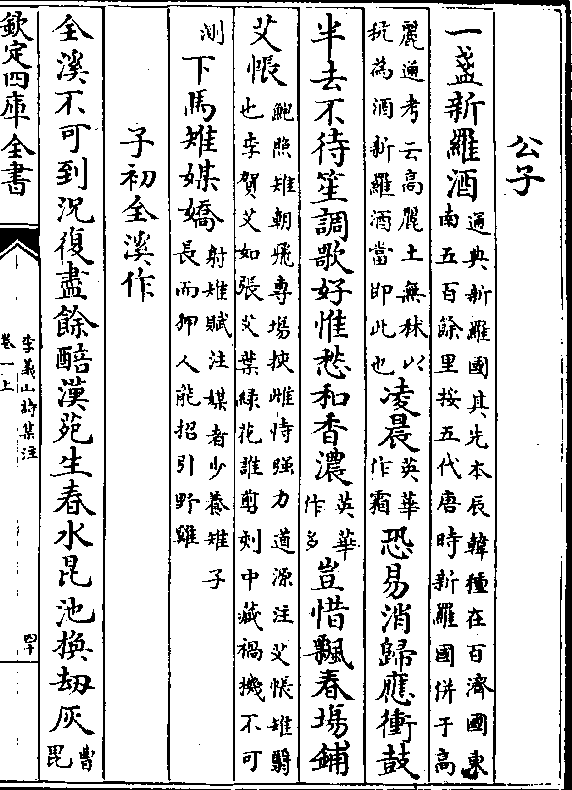 公子
一盞新羅酒通典新羅國其先本辰韓種在百濟國東南五百餘里按五代唐時新羅國併于高
麗通考云高麗土無秫以秔為酒新羅酒當即此也凌晨英華作霜恐易消歸應衝鼓
半去不待笙調歌好惟愁和香濃英華作多豈惜飄春塲鋪
艾帳鮑照雉朝飛專塲挾雌恃强力道源注艾帳雉翳也李賀艾如張艾葉綠花誰剪刻中藏禍機不可
測下馬雉媒嬌射雉賦注媒者少養雉子長而狎人能招引野雞
子初全溪作
全溪不可到況復盡餘醅漢苑生春水昆池換刼灰曹毘
欽定四庫全書
李義山詩集注
卷一上
四十